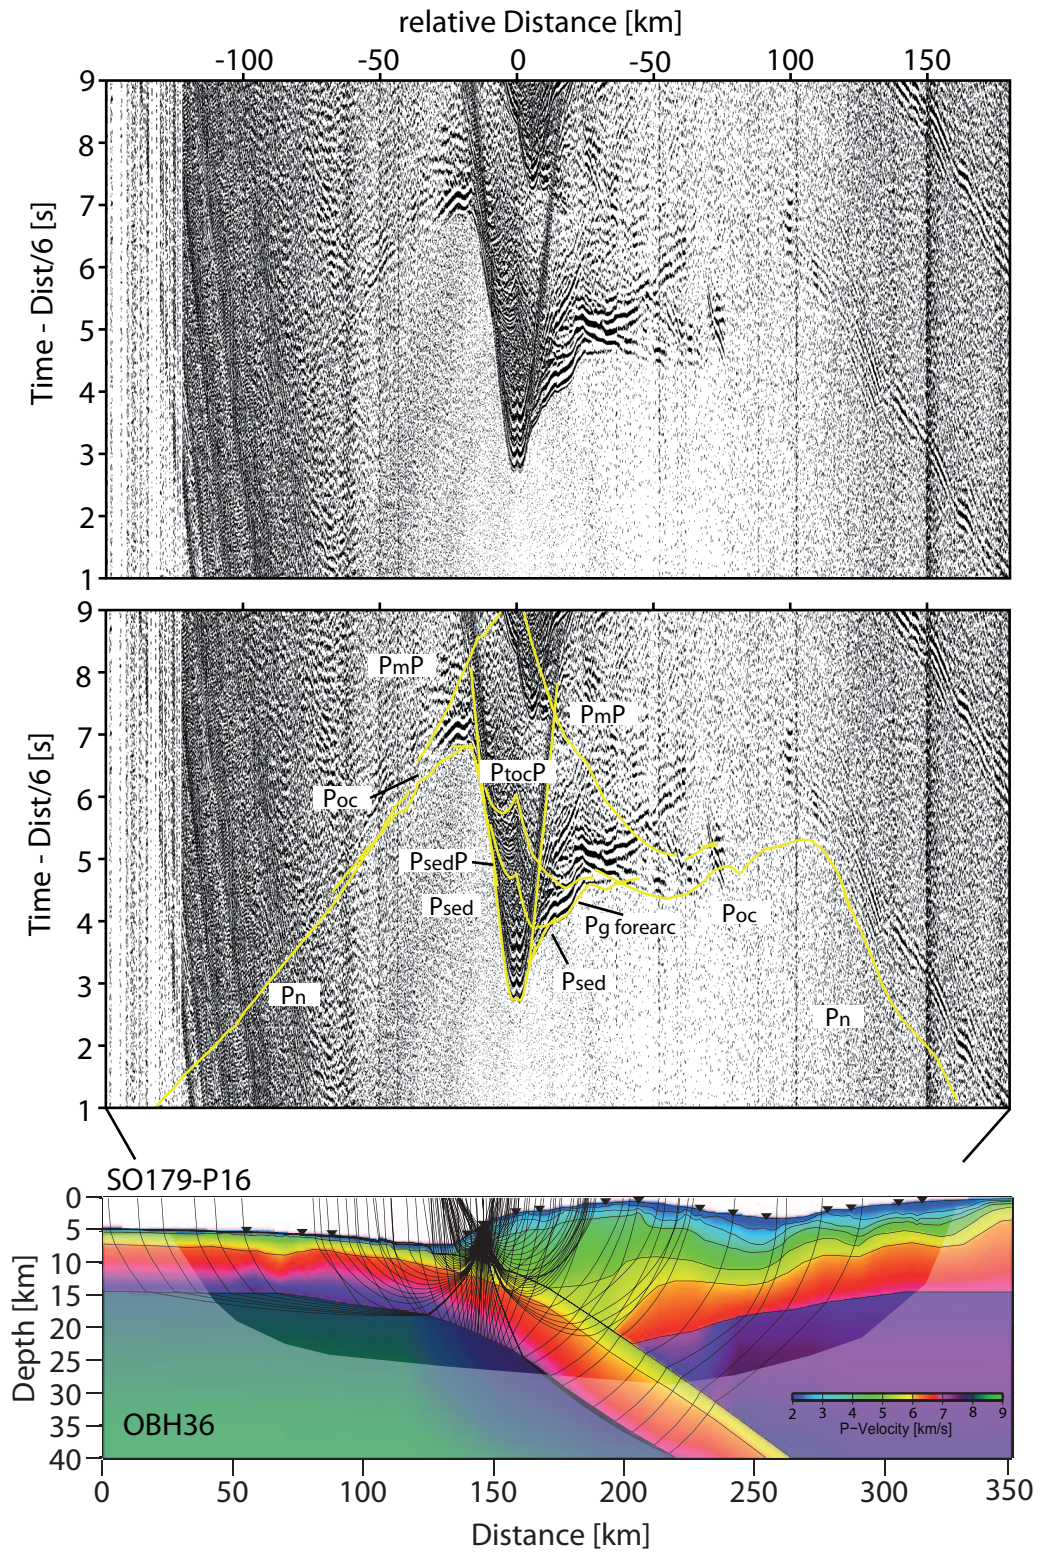 relative Distance [km]
-100 -50 0 -50 100 150
9
8
7
6
5
4
3
2
1
Time - Dist/6 [s]
9
8
7
6
5
4
3
2
1
Time - Dist/6 [s]
PmP
PmP
PtocP
Poc
PsedP
Psed
Pg forearc
Poc
Psed
Pn
Pn
SO179-P16
0
5
10
15
20
25
30
35
40
Depth [km]
OBH36
2 3 4 5 6 7 8 9
P-Velocity [km/s]
0 50 100 150 200 250 300 350
Distance [km]